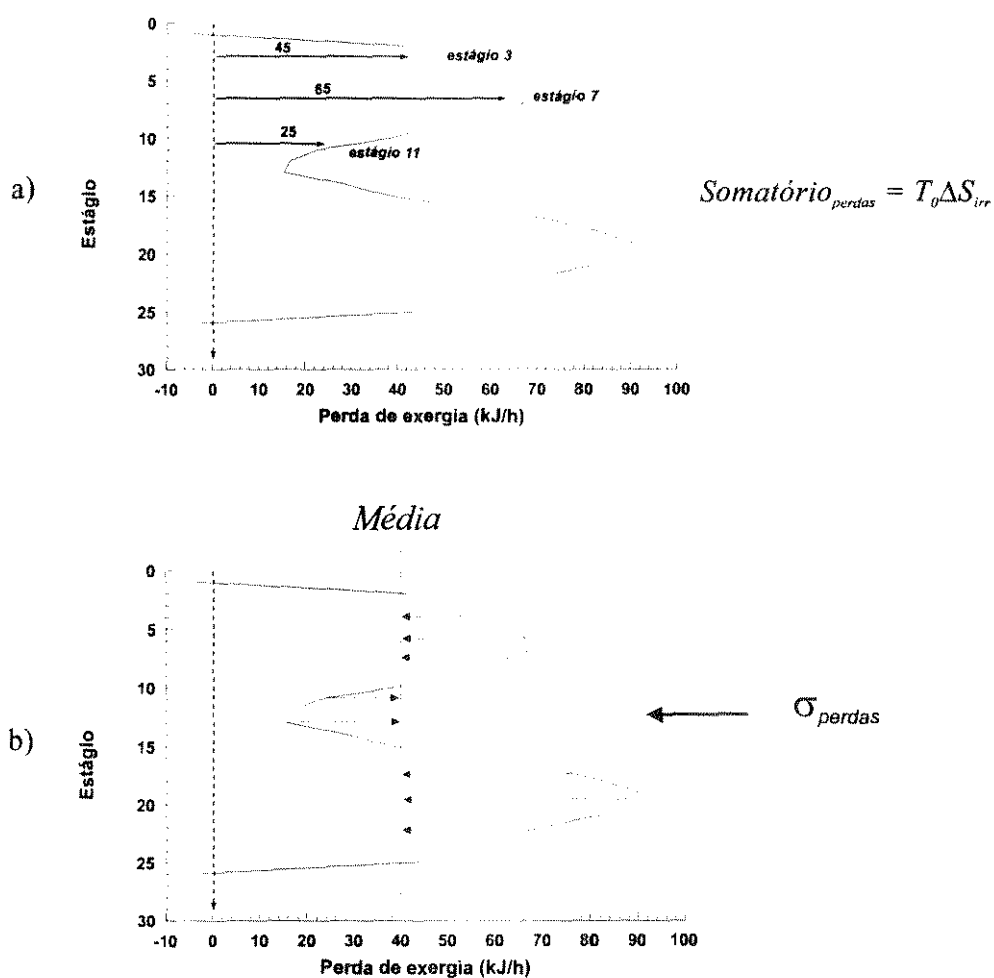 a)
Estágio
0
5
10
15
20
25
30
45
estágio 3
65
estágio 7
25
estágio 11
-10 0 10 20 30 40 50 60 70 80 90 100
Perda de exergia (kJ/h)
Somatório perdas = T₀ΔS irr
b)
Média
Estágio
0
5
10
15
20
25
30
-10 0 10 20 30 40 50 60 70 80 90 100
Perda de exergia (kJ/h)
σ perdas